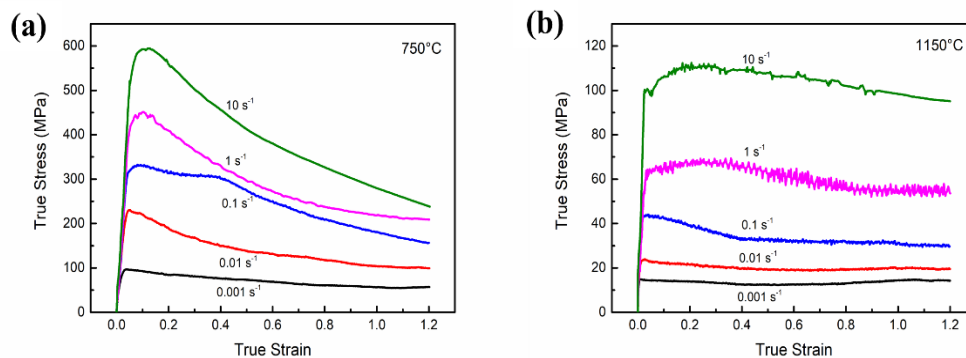 (a)
750°C
True Stress (MPa)
600
500
400
300
200
100
0
10 s⁻¹
1 s⁻¹
0.1 s⁻¹
0.01 s⁻¹
0.001 s⁻¹
0.0 0.2 0.4 0.6 0.8 1.0 1.2
True Strain
(b)
1150°C
True Stress (MPa)
120
100
80
60
40
20
0
10 s⁻¹
1 s⁻¹
0.1 s⁻¹
0.01 s⁻¹
0.001 s⁻¹
0.0 0.2 0.4 0.6 0.8 1.0 1.2
True Strain